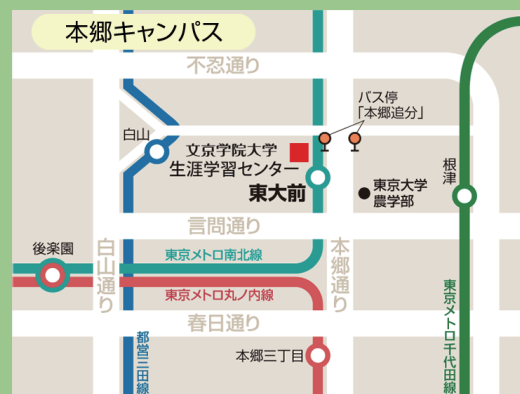 本郷キャンパス
不忍通り
バス停
「本郷追分」
白山
文京学院大学
生涯学習センター
東大前
根津
東京大学
農学部
言問通り
後楽園
白山通り
東京メトロ南北線
本郷通り
東京メトロ丸ノ内線
東京メトロ千代田線
春日通り
都営三田線
本郷三丁目